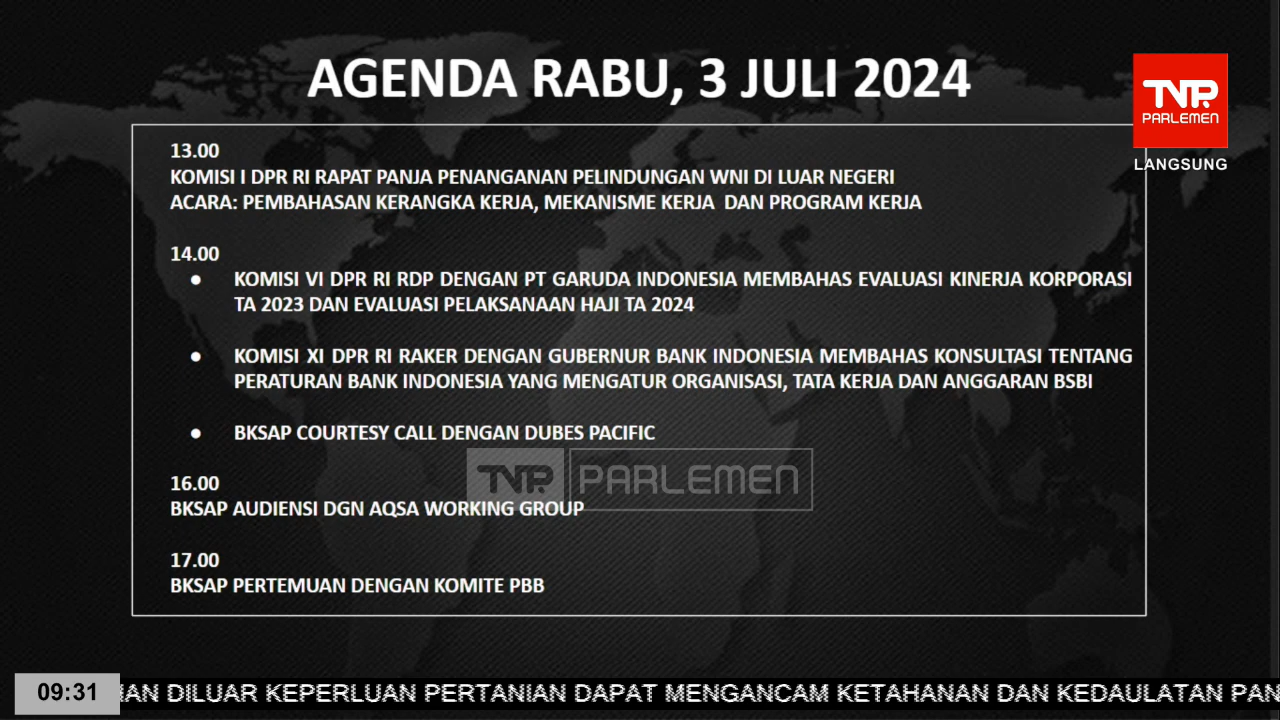 AGENDA RABU, 3 JULI 2024
TVP
PARLEMEN
LANGSUNG
13.00
KOMISI I DPR RI RAPAT PANJA PENANGANAN PELINDUNGAN WNI DI LUAR NEGERI
ACARA: PEMBAHASAN KERANGKA KERJA, MEKANISME KERJA DAN PROGRAM KERJA
14.00
● KOMISI VI DPR RI RDP DENGAN PT GARUDA INDONESIA MEMBAHAS EVALUASI KINERJA KORPORASI
TA 2023 DAN EVALUASI PELAKSANAAN HAJI TA 2024
● KOMISI XI DPR RI RAKER DENGAN GUBERNUR BANK INDONESIA MEMBAHAS KONSULTASI TENTANG
PERATURAN BANK INDONESIA YANG MENGATUR ORGANISASI, TATA KERJA DAN ANGGARAN BSBI
● BKSAP COURTESY CALL DENGAN DUBES PACIFIC
TVP PARLEMEN
16.00
BKSAP AUDIENSI DGN AQSA WORKING GROUP
17.00
BKSAP PERTEMUAN DENGAN KOMITE PBB
09:31 DILUAR KEPERLUAN PERTANIAN DAPAT MENGANCAM KETAHANAN DAN KEDAULATAN PAN